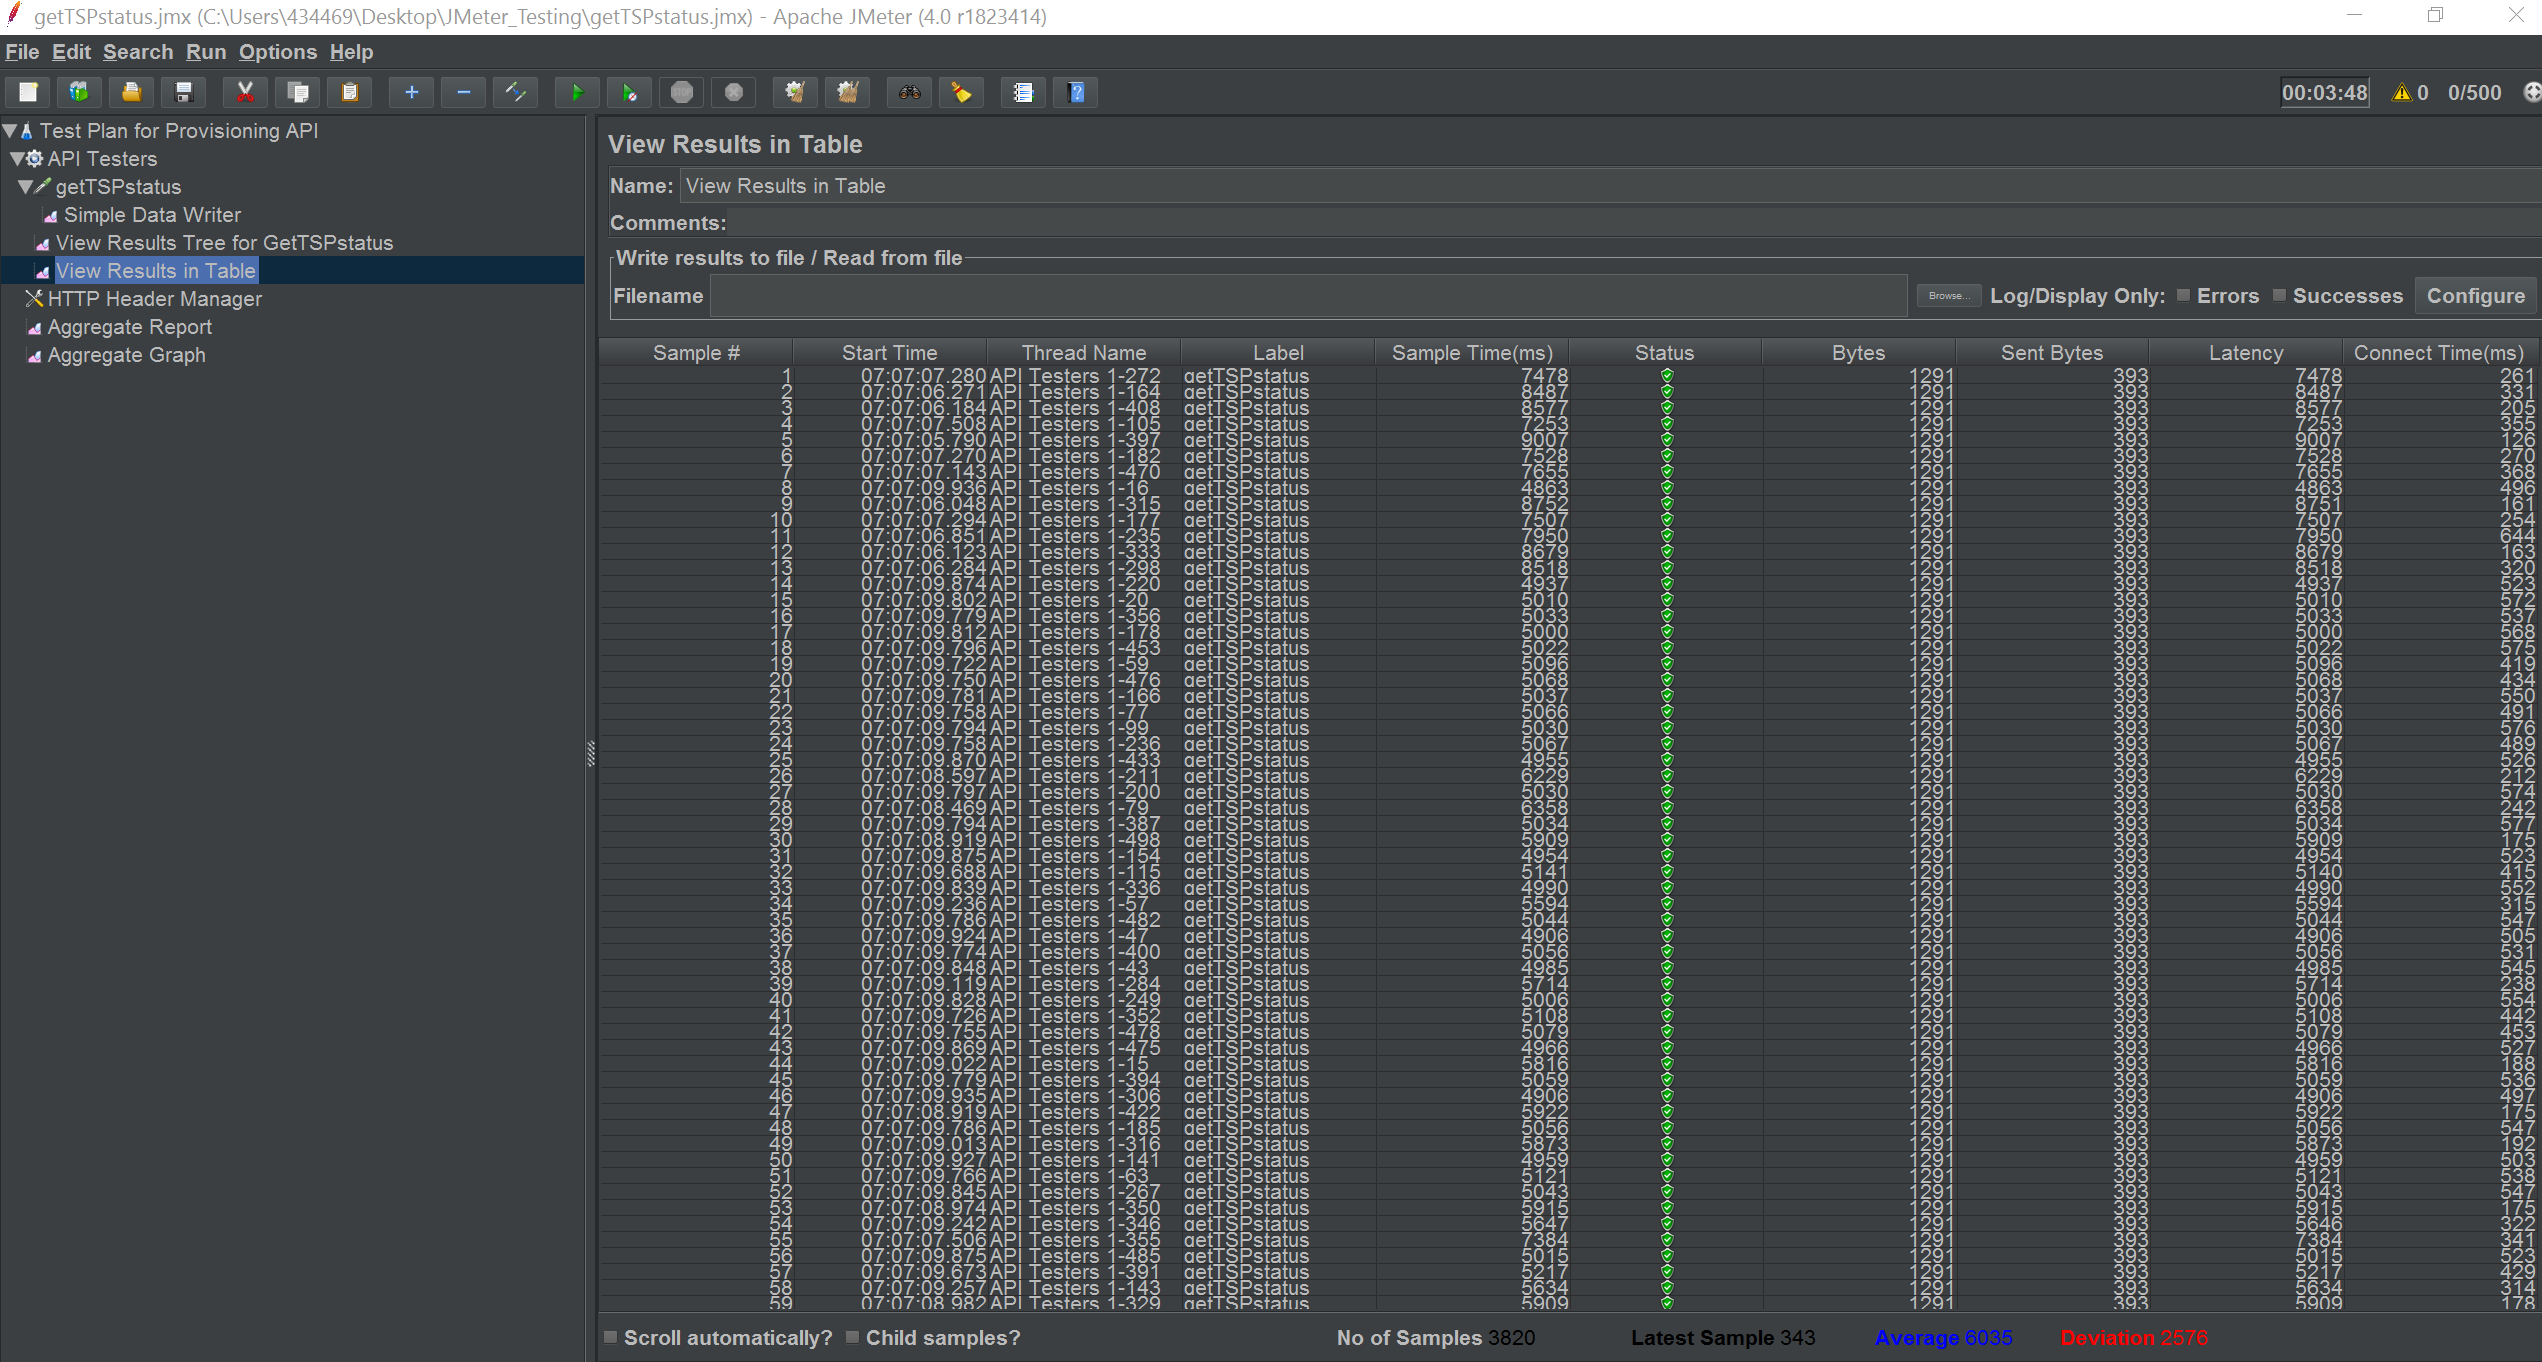 getTSPstatus.jmx (C:\Users\434469\Desktop\JMeter_Testing\getTSPstatus.jmx) - Apache JMeter (4.0 r1823414)
File Edit Search Run Options Help
STOP
00:03:48 0 0/500
Test Plan for Provisioning API
API Testers
getTSPstatus
Simple Data Writer
View Results Tree for GetTSPstatus
View Results in Table
HTTP Header Manager
Aggregate Report
Aggregate Graph
View Results in Table
Name: View Results in Table
Comments:
Write results to file / Read from file
Filename Browse... Log/Display Only: Errors Successes Configure
Sample # Start Time Thread Name Label Sample Time(ms) Status Bytes Sent Bytes Latency Connect Time(ms)
1 07:07:07.280 API Testers 1-272 getTSPstatus 7478 1291 393 7478 261
2 07:07:06.271 API Testers 1-164 getTSPstatus 8487 1291 393 8487 331
3 07:07:06.184 API Testers 1-408 getTSPstatus 8577 1291 393 8577 205
4 07:07:07.508 API Testers 1-105 getTSPstatus 7253 1291 393 7253 355
5 07:07:05.790 API Testers 1-397 getTSPstatus 9007 1291 393 9007 126
6 07:07:07.270 API Testers 1-182 getTSPstatus 7528 1291 393 7528 270
7 07:07:07.143 API Testers 1-470 getTSPstatus 7655 1291 393 7655 368
8 07:07:09.936 API Testers 1-16 getTSPstatus 4863 1291 393 4863 496
9 07:07:06.048 API Testers 1-315 getTSPstatus 8752 1291 393 8751 161
10 07:07:07.294 API Testers 1-177 getTSPstatus 7507 1291 393 7507 254
11 07:07:06.851 API Testers 1-235 getTSPstatus 7950 1291 393 7950 644
12 07:07:06.123 API Testers 1-333 getTSPstatus 8679 1291 393 8679 163
13 07:07:06.284 API Testers 1-298 getTSPstatus 8518 1291 393 8518 320
14 07:07:09.874 API Testers 1-220 getTSPstatus 4937 1291 393 4937 523
15 07:07:09.802 API Testers 1-20 getTSPstatus 5010 1291 393 5010 572
16 07:07:09.779 API Testers 1-356 getTSPstatus 5033 1291 393 5033 537
17 07:07:09.812 API Testers 1-178 getTSPstatus 5000 1291 393 5000 568
18 07:07:09.796 API Testers 1-453 getTSPstatus 5022 1291 393 5022 575
19 07:07:09.722 API Testers 1-59 getTSPstatus 5096 1291 393 5096 419
20 07:07:09.750 API Testers 1-476 getTSPstatus 5068 1291 393 5068 434
21 07:07:09.781 API Testers 1-166 getTSPstatus 5037 1291 393 5037 550
22 07:07:09.758 API Testers 1-77 getTSPstatus 5066 1291 393 5066 491
23 07:07:09.794 API Testers 1-99 getTSPstatus 5030 1291 393 5030 576
24 07:07:09.758 API Testers 1-236 getTSPstatus 5067 1291 393 5067 489
25 07:07:09.870 API Testers 1-433 getTSPstatus 4955 1291 393 4955 526
26 07:07:08.597 API Testers 1-211 getTSPstatus 6229 1291 393 6229 212
27 07:07:09.797 API Testers 1-200 getTSPstatus 5030 1291 393 5030 574
28 07:07:08.469 API Testers 1-79 getTSPstatus 6358 1291 393 6358 242
29 07:07:09.794 API Testers 1-387 getTSPstatus 5034 1291 393 5034 577
30 07:07:08.919 API Testers 1-498 getTSPstatus 5909 1291 393 5909 175
31 07:07:09.875 API Testers 1-154 getTSPstatus 4954 1291 393 4954 523
32 07:07:09.688 API Testers 1-115 getTSPstatus 5141 1291 393 5140 415
33 07:07:09.839 API Testers 1-336 getTSPstatus 4990 1291 393 4990 552
34 07:07:09.236 API Testers 1-57 getTSPstatus 5594 1291 393 5594 315
35 07:07:09.786 API Testers 1-482 getTSPstatus 5044 1291 393 5044 547
36 07:07:09.924 API Testers 1-47 getTSPstatus 4906 1291 393 4906 505
37 07:07:09.774 API Testers 1-400 getTSPstatus 5056 1291 393 5056 531
38 07:07:09.848 API Testers 1-43 getTSPstatus 4985 1291 393 4985 545
39 07:07:09.119 API Testers 1-284 getTSPstatus 5714 1291 393 5714 238
40 07:07:09.828 API Testers 1-249 getTSPstatus 5006 1291 393 5006 554
41 07:07:09.726 API Testers 1-352 getTSPstatus 5108 1291 393 5108 442
42 07:07:09.755 API Testers 1-478 getTSPstatus 5079 1291 393 5079 453
43 07:07:09.869 API Testers 1-475 getTSPstatus 4966 1291 393 4966 527
44 07:07:09.022 API Testers 1-15 getTSPstatus 5816 1291 393 5816 188
45 07:07:09.779 API Testers 1-394 getTSPstatus 5059 1291 393 5059 536
46 07:07:09.935 API Testers 1-306 getTSPstatus 4906 1291 393 4906 497
47 07:07:08.919 API Testers 1-422 getTSPstatus 5922 1291 393 5922 175
48 07:07:09.786 API Testers 1-185 getTSPstatus 5056 1291 393 5056 547
49 07:07:09.013 API Testers 1-316 getTSPstatus 5873 1291 393 5873 192
50 07:07:09.927 API Testers 1-141 getTSPstatus 4959 1291 393 4959 503
51 07:07:09.766 API Testers 1-63 getTSPstatus 5121 1291 393 5121 538
52 07:07:09.845 API Testers 1-267 getTSPstatus 5043 1291 393 5043 547
53 07:07:08.974 API Testers 1-350 getTSPstatus 5915 1291 393 5915 175
54 07:07:09.242 API Testers 1-346 getTSPstatus 5647 1291 393 5646 322
55 07:07:07.506 API Testers 1-355 getTSPstatus 7384 1291 393 7384 341
56 07:07:09.875 API Testers 1-485 getTSPstatus 5015 1291 393 5015 523
57 07:07:09.673 API Testers 1-391 getTSPstatus 5217 1291 393 5217 429
58 07:07:09.257 API Testers 1-143 getTSPstatus 5634 1291 393 5634 314
59 07:07:08.982 API Testers 1-329 getTSPstatus 5909 1291 393 5909 178
Scroll automatically? Child samples? No of Samples 3820 Latest Sample 343 Average 6035 Deviation 2576